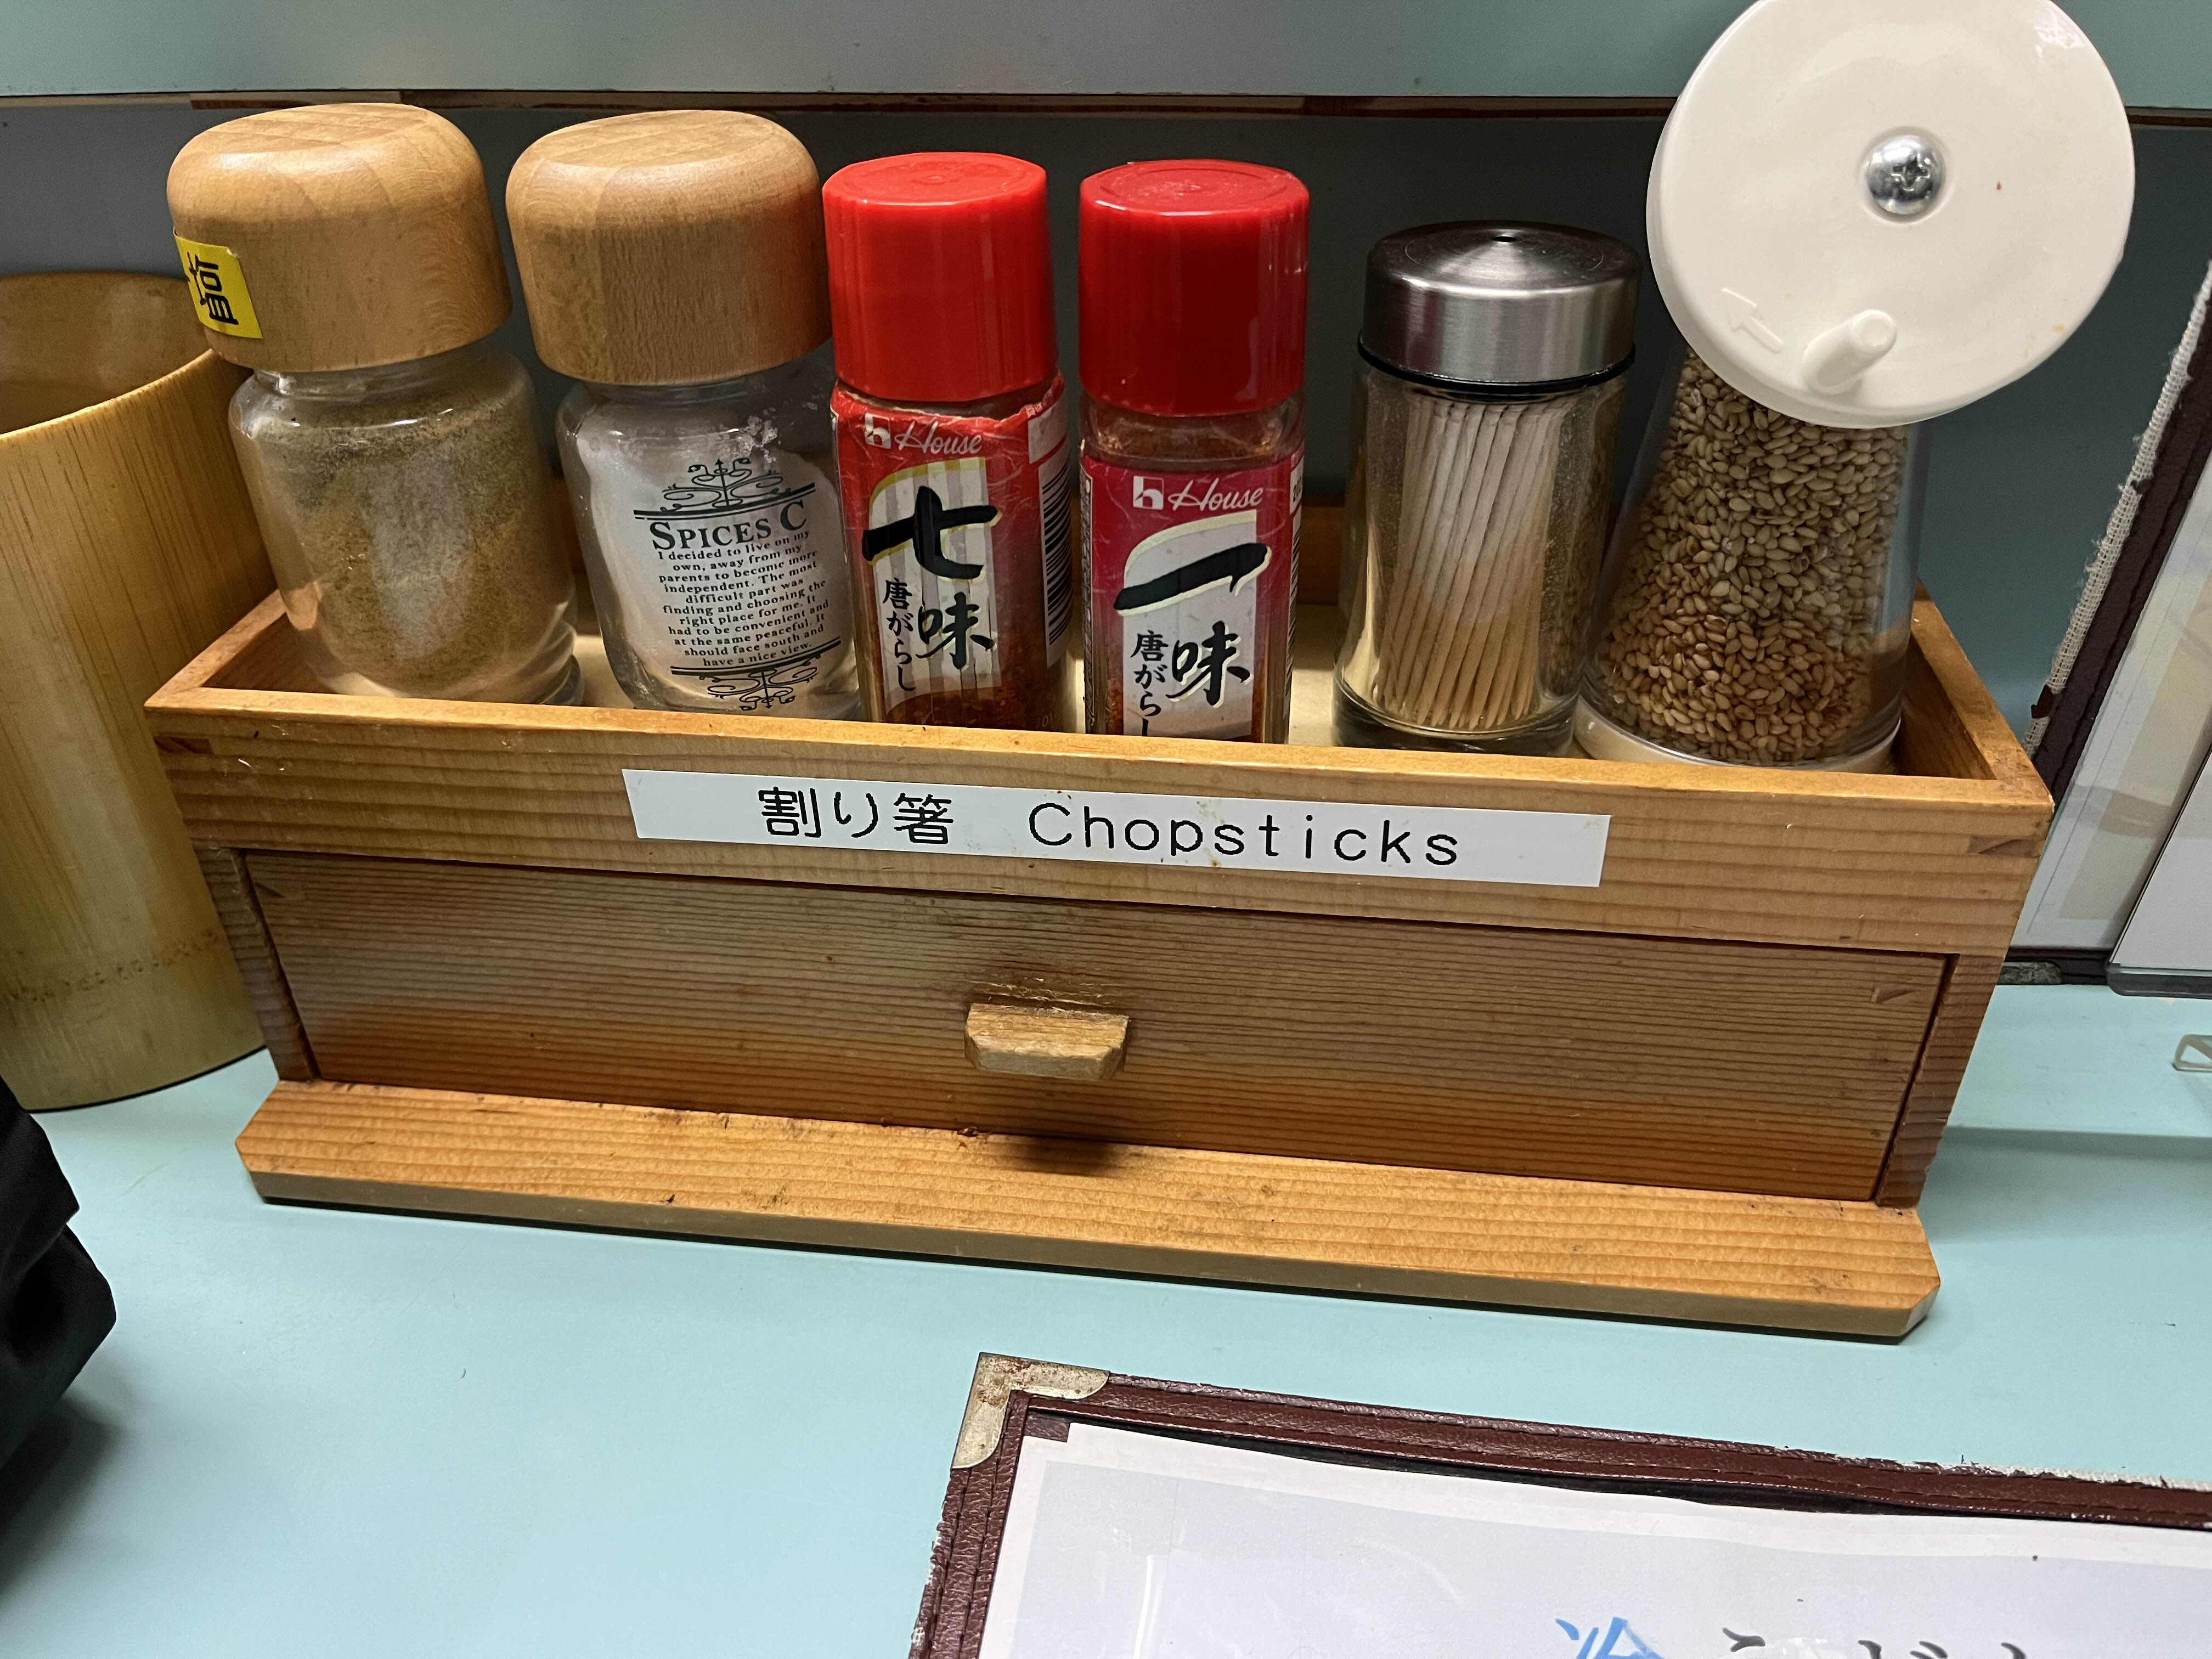 塩
SPICES C
I decided to live on my
own, away from my
parents to become more
independent. The most
difficult part was
finding and choosing the
right place for me. It
had to be convenient and
at the same peaceful. It
should face south and
have a nice view.
House
七味
唐がらし
House
一味
唐がらし
割り箸 Chopsticks